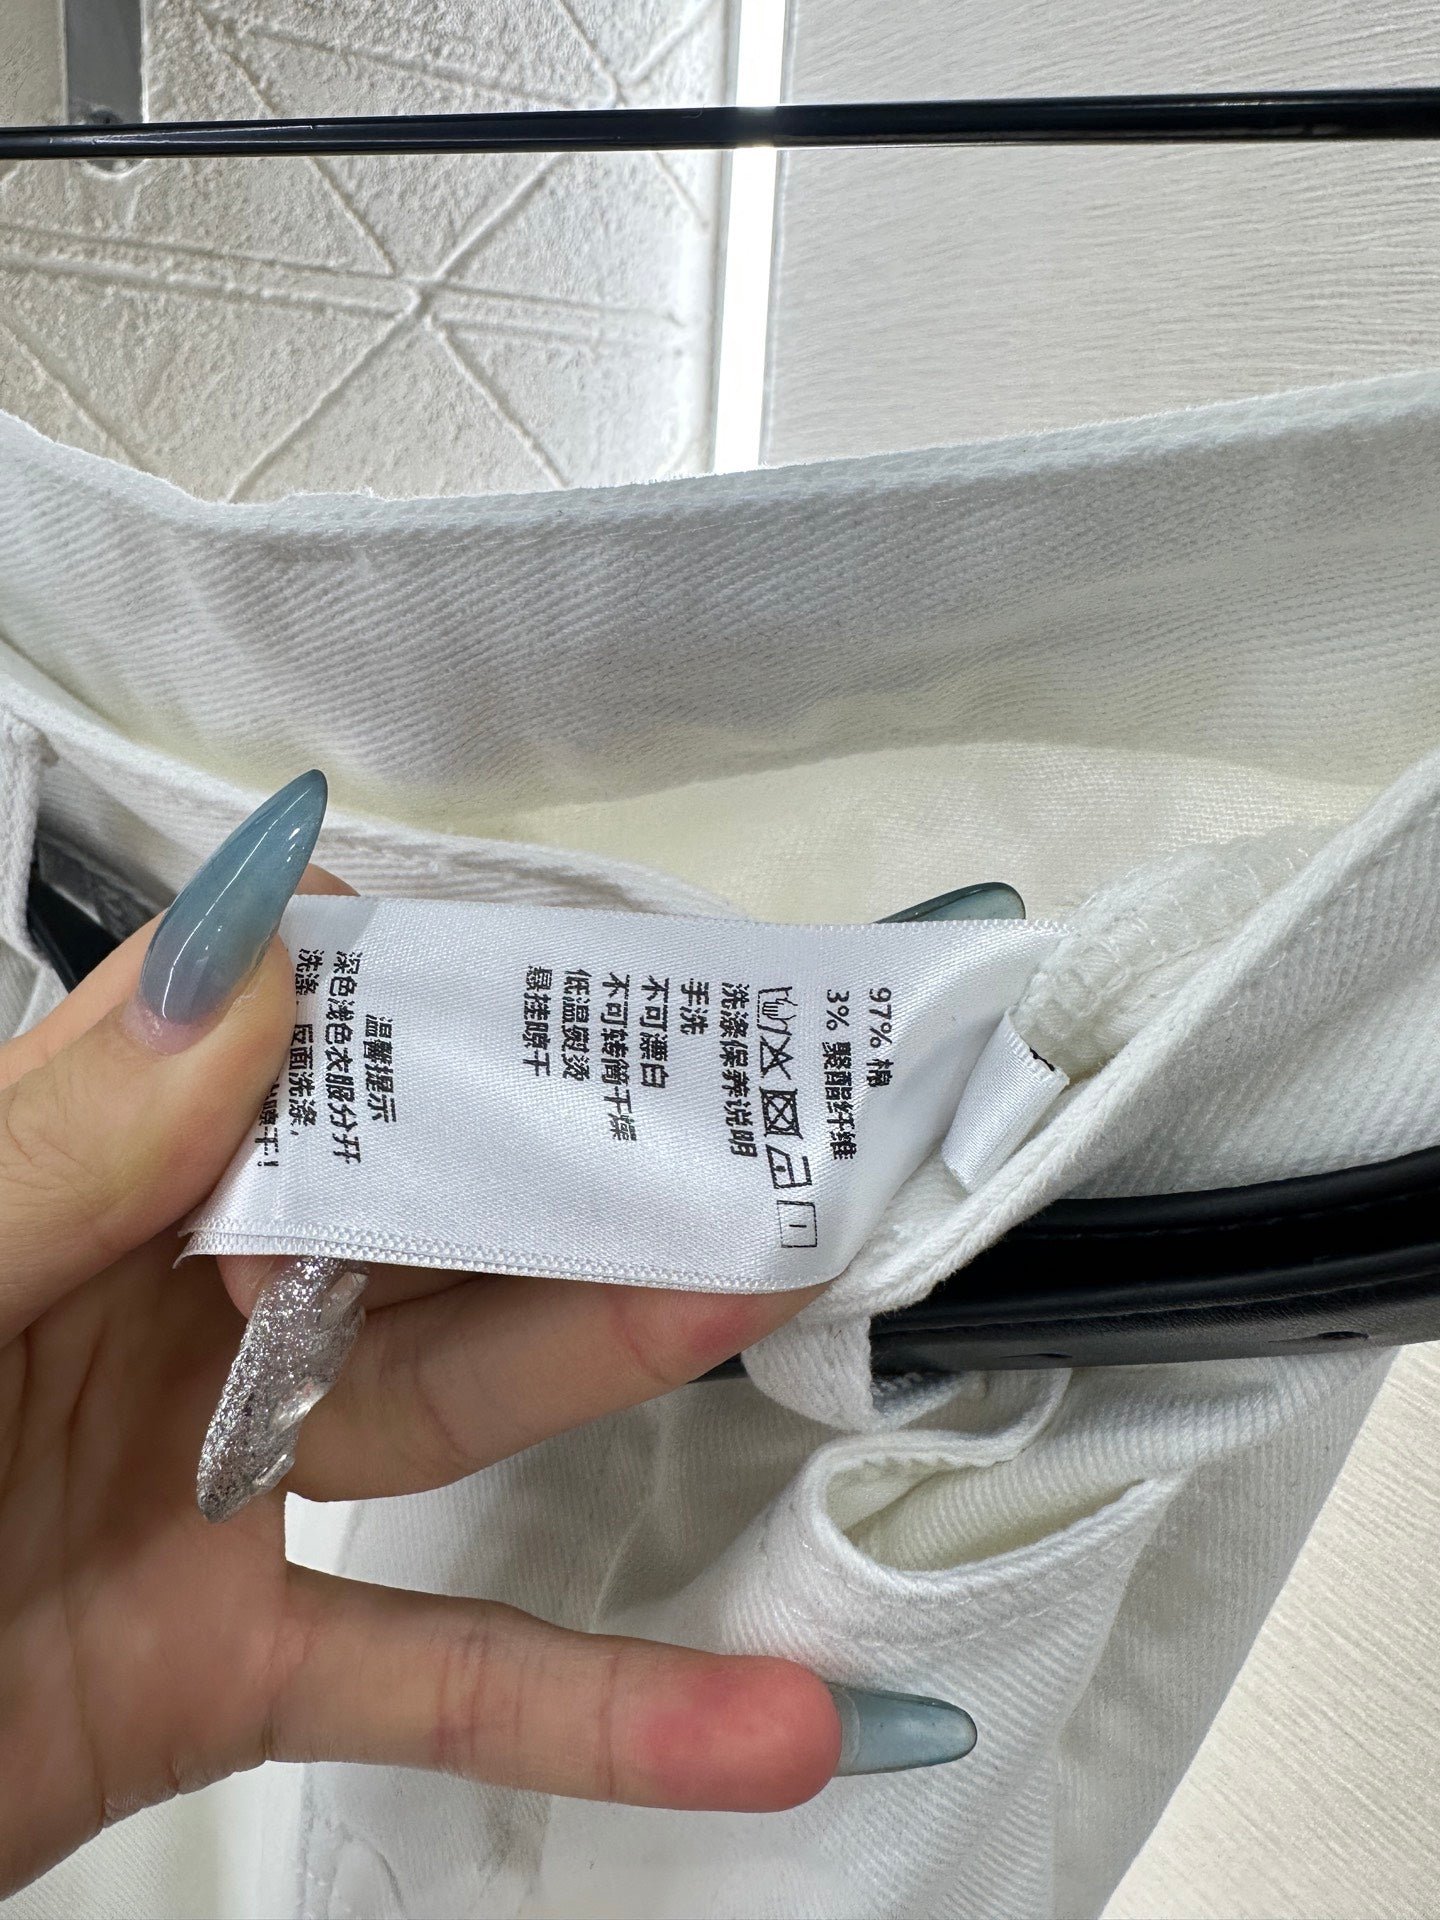 97% 棉
3% 聚酯纤维
洗涤保养说明
手洗
不可漂白
不可转筒干燥
低温熨烫
悬挂晾干
温馨提示
深色浅色衣服分开
洗涤、反面洗涤，
晾干！